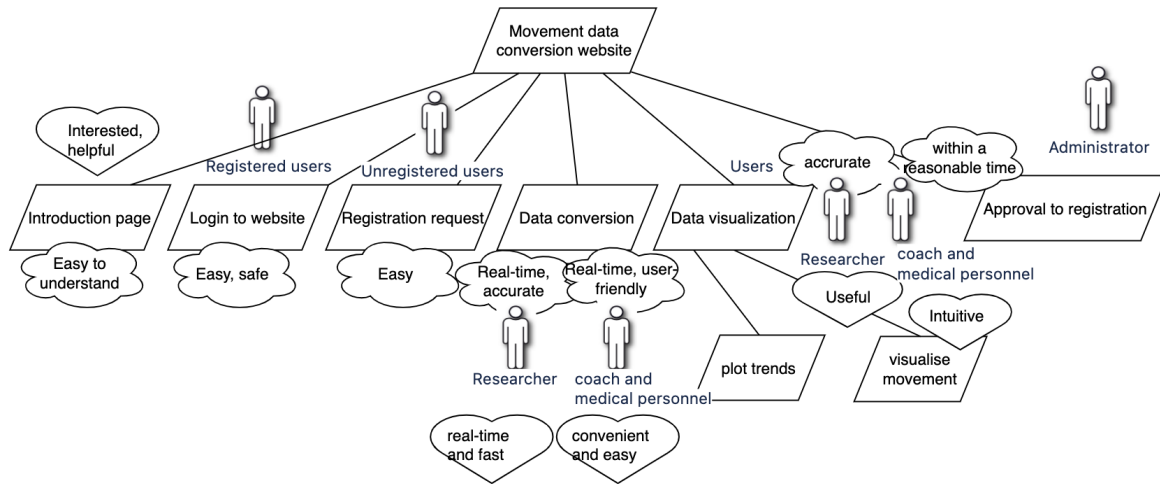 Movement data
conversion website
Interested,
helpful
Registered users
Unregistered users
Users
accrurate
within a
reasonable time
Administrator
Introduction page
Login to website
Registration request
Data conversion
Data visualization
Approval to registration
Easy to
understand
Easy, safe
Easy
Real-time,
accurate
Real-time, user-
friendly
Researcher
coach and
medical personnel
Useful
Intuitive
Researcher
coach and
medical personnel
plot trends
visualise
movement
real-time
and fast
convenient
and easy